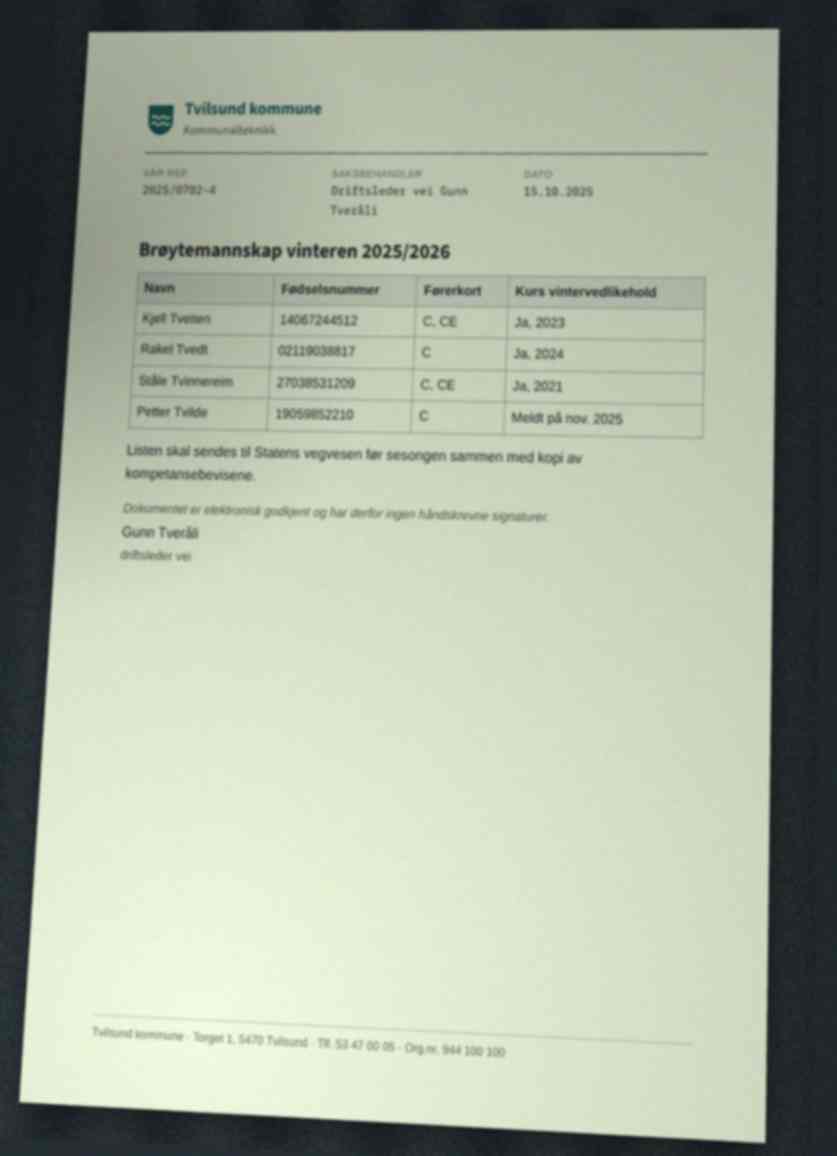 Tvilsund kommune
Kommunalteknikk
VÅR REF.
2025/0702-4
SAKSBEHANDLER
Driftsleder vei Gunn
Tveråli
DATO
15.10.2025
Brøytemannskap vinteren 2025/2026
Navn Fødselsnummer Førerkort Kurs vintervedlikehold
Kjell Tveiten 14067244512 C, CE Ja, 2023
Rakel Tvedt 02119038817 C Ja, 2024
Ståle Tvinnereim 27038531209 C, CE Ja, 2021
Petter Tvilde 19059852210 C Meldt på nov. 2025
Listen skal sendes til Statens vegvesen før sesongen sammen med kopi av
kompetansebevisene.
Dokumentet er elektronisk godkjent og har derfor ingen håndskrevne signaturer.
Gunn Tveråli
driftsleder vei
Tvilsund kommune · Torget 1, 5470 Tvilsund · Tlf. 53 47 00 05 · Org.nr. 944 100 100